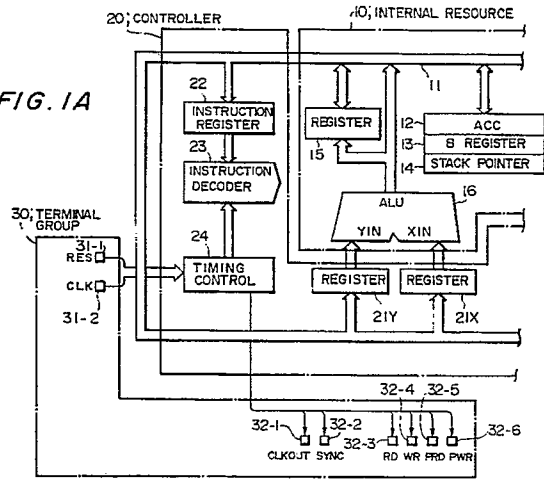 20; CONTROLLER
10; INTERNAL RESOURCE
FIG. 1A
11
22
INSTRUCTION
REGISTER
23
INSTRUCTION
DECODER
REGISTER
15
12
ACC
13
B REGISTER
14
STACK POINTER
ALU
16
YIN XIN
30; TERMINAL
GROUP
31-1
RES
CLK
31-2
24
TIMING
CONTROL
REGISTER
REGISTER
21Y
21X
32-4
32-5
32-1
32-2
32-3
32-6
CLKOUT SYNC
RD WR PRD PWR